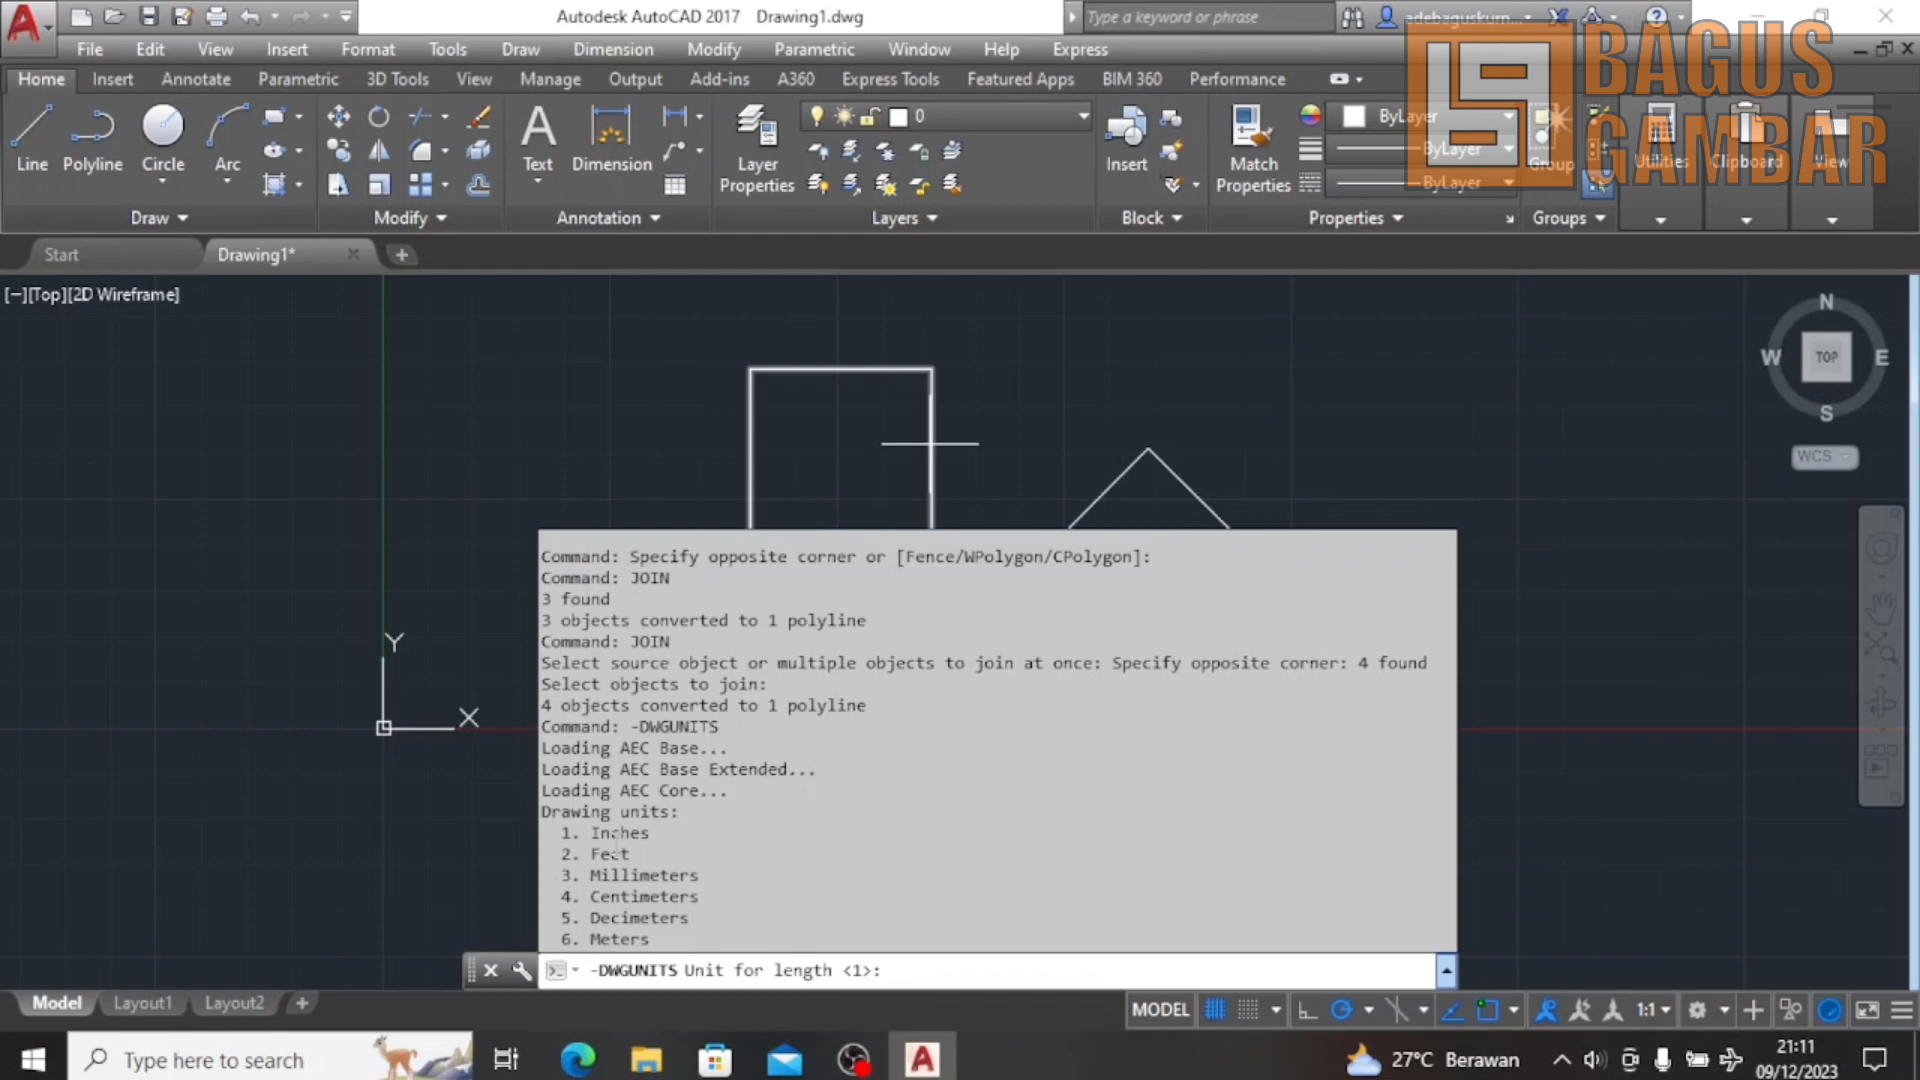 Autodesk AutoCAD 2017 Drawing1.dwg
Type a keyword or phrase
adebaguskurn...
BAGUS
GAMBAR
File Edit View Insert Format Tools Draw Dimension Modify Parametric Window Help Express
Home Insert Annotate Parametric 3D Tools View Manage Output Add-ins A360 Express Tools Featured Apps BIM 360 Performance
Line Polyline Circle Arc
Text Dimension
Layer Properties
0
Insert
Match Properties
ByLayer
ByLayer
ByLayer
Group
Utilities Clipboard View
Draw Modify Annotation Layers Block Properties Groups
Start Drawing1*
[−][Top][2D Wireframe]
N
W TOP E
S
WCS
Y
X
Command: Specify opposite corner or [Fence/WPolygon/CPolygon]:
Command: JOIN
3 found
3 objects converted to 1 polyline
Command: JOIN
Select source object or multiple objects to join at once: Specify opposite corner: 4 found
Select objects to join:
4 objects converted to 1 polyline
Command: -DWGUNITS
Loading AEC Base...
Loading AEC Base Extended...
Loading AEC Core...
Drawing units:
1. Inches
2. Feet
3. Millimeters
4. Centimeters
5. Decimeters
6. Meters
-DWGUNITS Unit for length <1>:
Model Layout1 Layout2
MODEL
1:1
Type here to search
27°C Berawan
21:11
09/12/2023